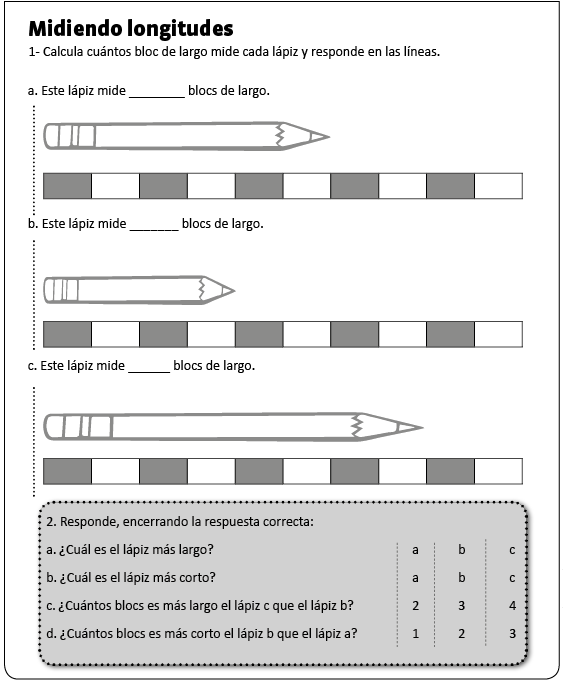 Midiendo longitudes
1- Calcula cuántos bloc de largo mide cada lápiz y responde en las líneas.
a. Este lápiz mide ________ blocs de largo.
b. Este lápiz mide _______ blocs de largo.
c. Este lápiz mide ______ blocs de largo.
2. Responde, encerrando la respuesta correcta:
a. ¿Cuál es el lápiz más largo? a b c
b. ¿Cuál es el lápiz más corto? a b c
c. ¿Cuántos blocs es más largo el lápiz c que el lápiz b? 2 3 4
d. ¿Cuántos blocs es más corto el lápiz b que el lápiz a? 1 2 3